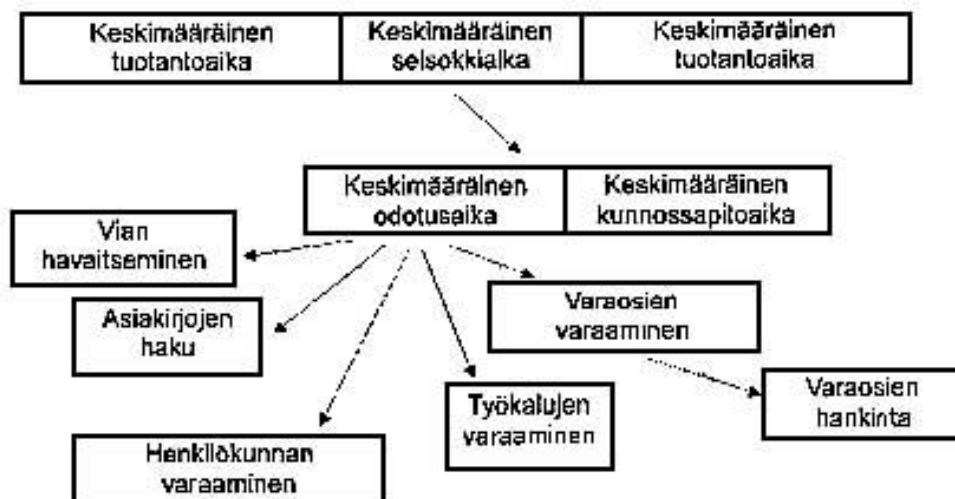 Keskimääräinen
tuotantoaika
Keskimääräinen
seisokkiaika
Keskimääräinen
tuotantoaika
Keskimääräinen
odotusaika
Keskimääräinen
kunnossapitoaika
Vian
havaitseminen
Asiakirjojen
haku
Varaosien
varaaminen
Varaosien
hankinta
Työkalujen
varaaminen
Henkilökunnan
varaaminen